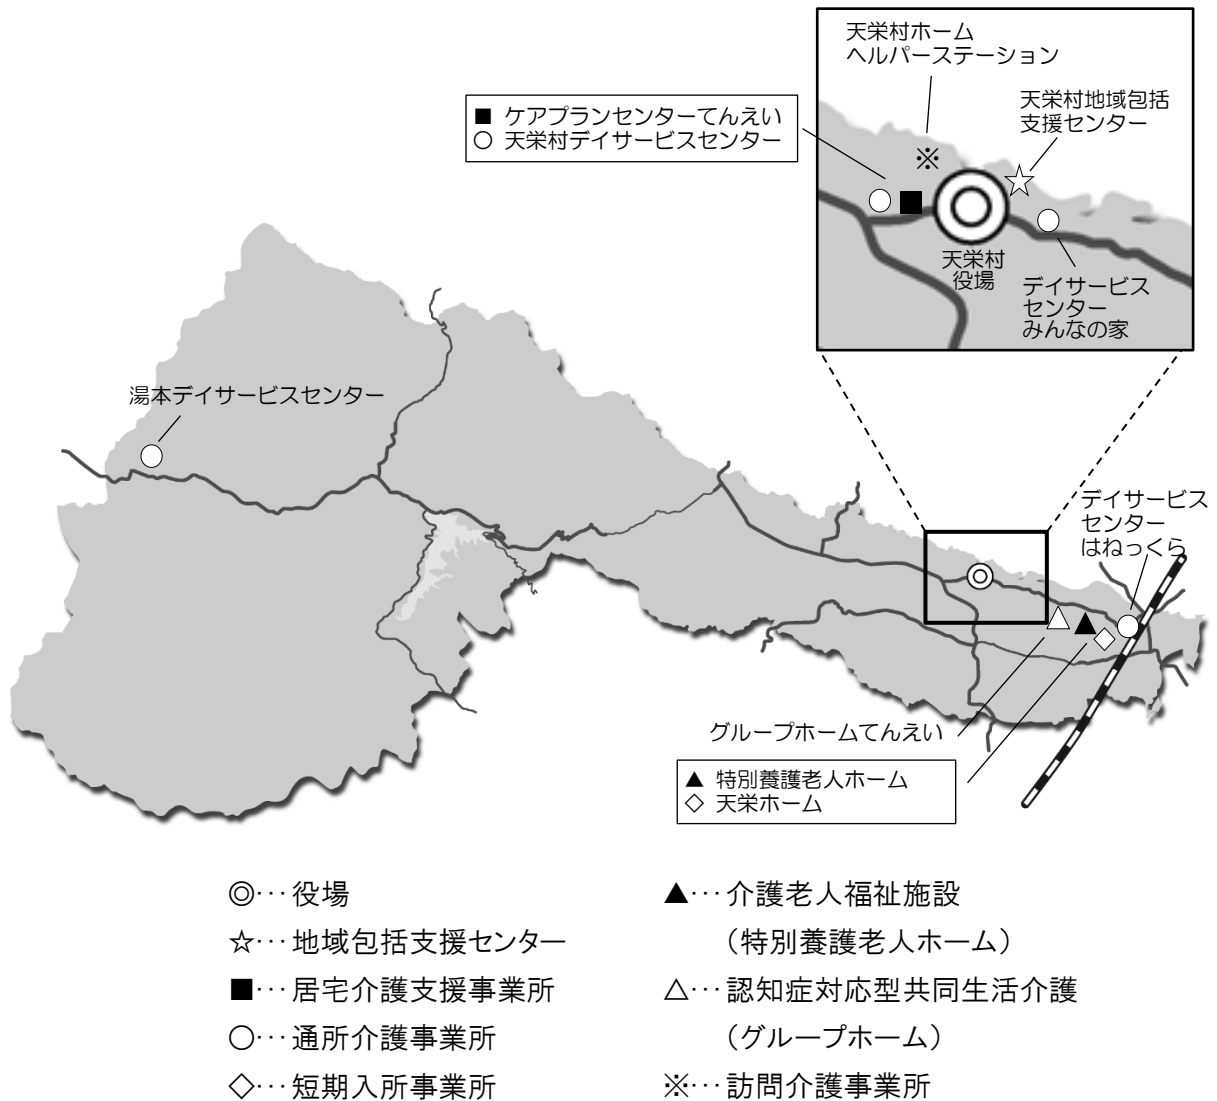 天栄村ホーム
ヘルパーステーション
天栄村地域包括
支援センター
■ ケアプランセンターてんえい
○ 天栄村デイサービスセンター
※
天栄村
役場
デイサービス
センター
みんなの家
湯本デイサービスセンター
デイサービス
センター
はねっくら
グループホームてんえい
▲ 特別養護老人ホーム
◇ 天栄ホーム
◎…役場
☆…地域包括支援センター
■…居宅介護支援事業所
○…通所介護事業所
◇…短期入所事業所
▲…介護老人福祉施設
（特別養護老人ホーム）
△…認知症対応型共同生活介護
（グループホーム）
※…訪問介護事業所